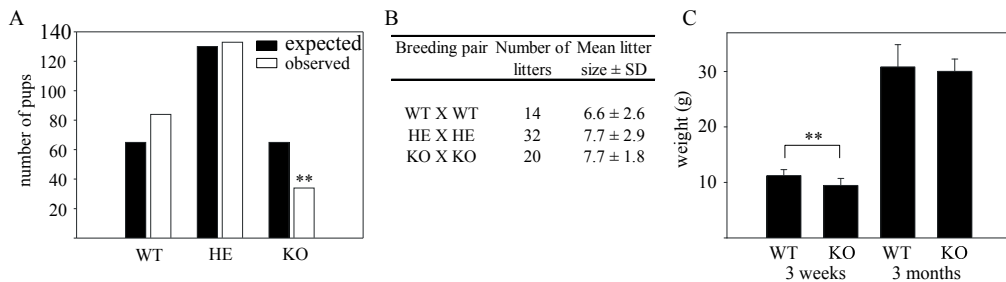 A
140
120
100
80
60
40
20
number of pups
expected
observed
**
WT HE KO
B
Breeding pair Number of Mean litter
litters size ± SD
WT X WT 14 6.6 ± 2.6
HE X HE 32 7.7 ± 2.9
KO X KO 20 7.7 ± 1.8
C
weight (g)
30
20
10
**
WT KO WT KO
3 weeks 3 months